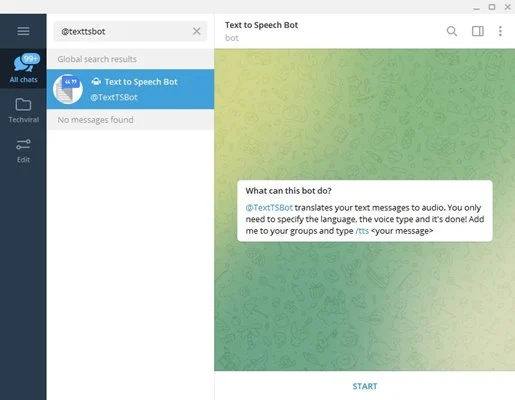 99+
All chats
Techviral
Edit
@texttsbot
Global search results
Text to Speech Bot
@TextTSBot
No messages found
Text to Speech Bot
bot
What can this bot do?
@TextTSBot translates your text messages to audio. You only
need to specify the language, the voice type and it's done! Add
me to your groups and type /tts <your message>
START